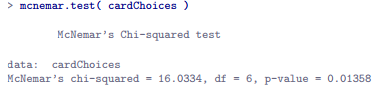 > mcnemar.test( cardChoices )
McNemar's Chi-squared test
data: cardChoices
McNemar's chi-squared = 16.0334, df = 6, p-value = 0.01358